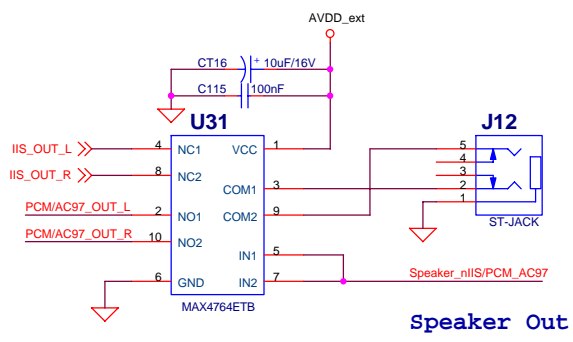 AVDD_ext
CT16 + 10uF/16V
C115 100nF
U31
J12
IIS_OUT_L 4 NC1 VCC 1
5
4
IIS_OUT_R 8 NC2
3
COM1 3
2
PCM/AC97_OUT_L 2 NO1 COM2 9
1
ST-JACK
PCM/AC97_OUT_R 10 NO2
IN1 5
6 GND IN2 7 Speaker_nIIS/PCM_AC97
MAX4764ETB
Speaker Out